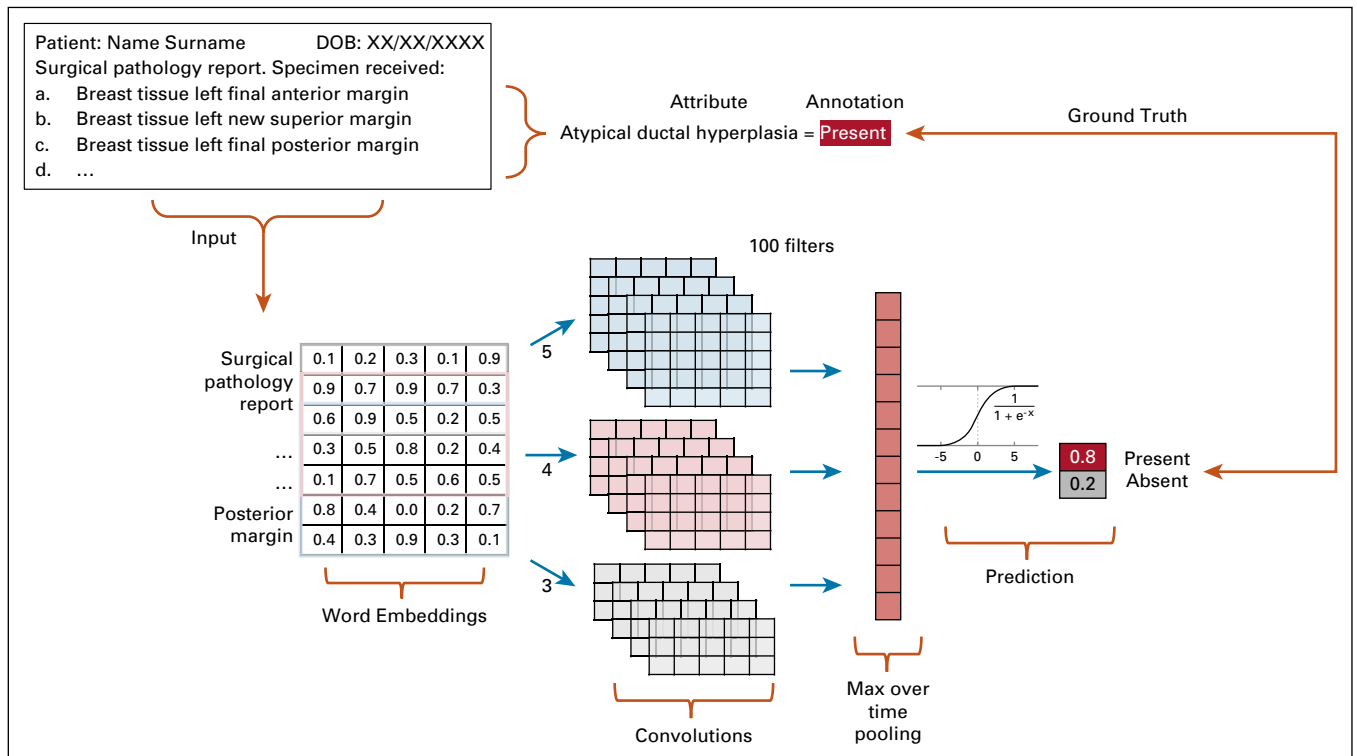 Patient: Name Surname DOB: XX/XX/XXXX
Surgical pathology report. Specimen received:
a. Breast tissue left final anterior margin
b. Breast tissue left new superior margin
c. Breast tissue left final posterior margin
d. ...
Attribute Annotation
Atypical ductal hyperplasia = Present
Ground Truth
Input
100 filters
Surgical
pathology
report
...
...
Posterior
margin
0.1 0.2 0.3 0.1 0.9
0.9 0.7 0.9 0.7 0.3
0.6 0.9 0.5 0.2 0.5
0.3 0.5 0.8 0.2 0.4
0.1 0.7 0.5 0.6 0.5
0.8 0.4 0.0 0.2 0.7
0.4 0.3 0.9 0.3 0.1
Word Embeddings
5
4
3
Convolutions
Max over
time
pooling
1
1 + e-x
-5 0 5
0.8 Present
0.2 Absent
Prediction